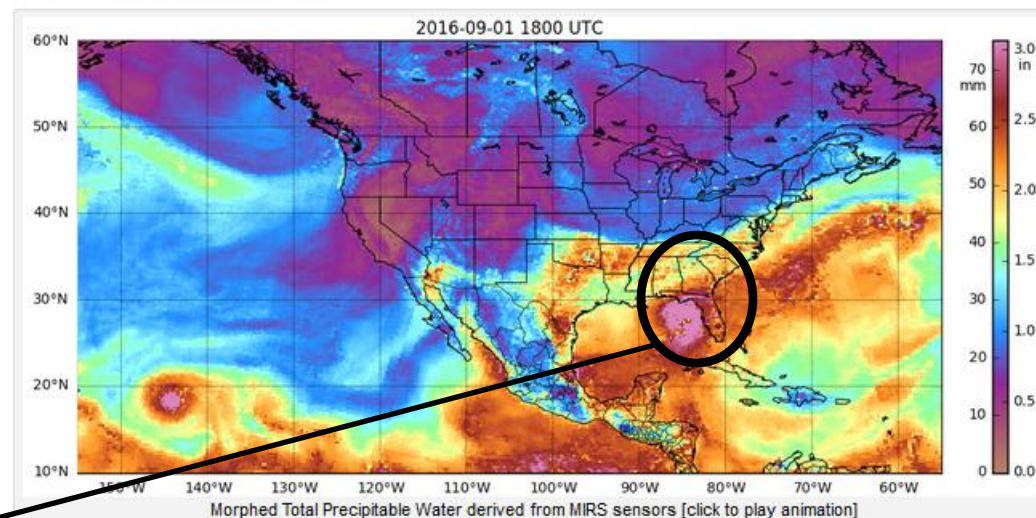 2016-09-01 1800 UTC
60°N
50°N
40°N
30°N
20°N
10°N
150°W 140°W 130°W 120°W 110°W 100°W 90°W 80°W 70°W 60°W
70
mm
60
50
40
30
20
10
0
3.0
in
2.5
2.0
1.5
1.0
0.5
0.0
Morphed Total Precipitable Water derived from MIRS sensors [click to play animation]